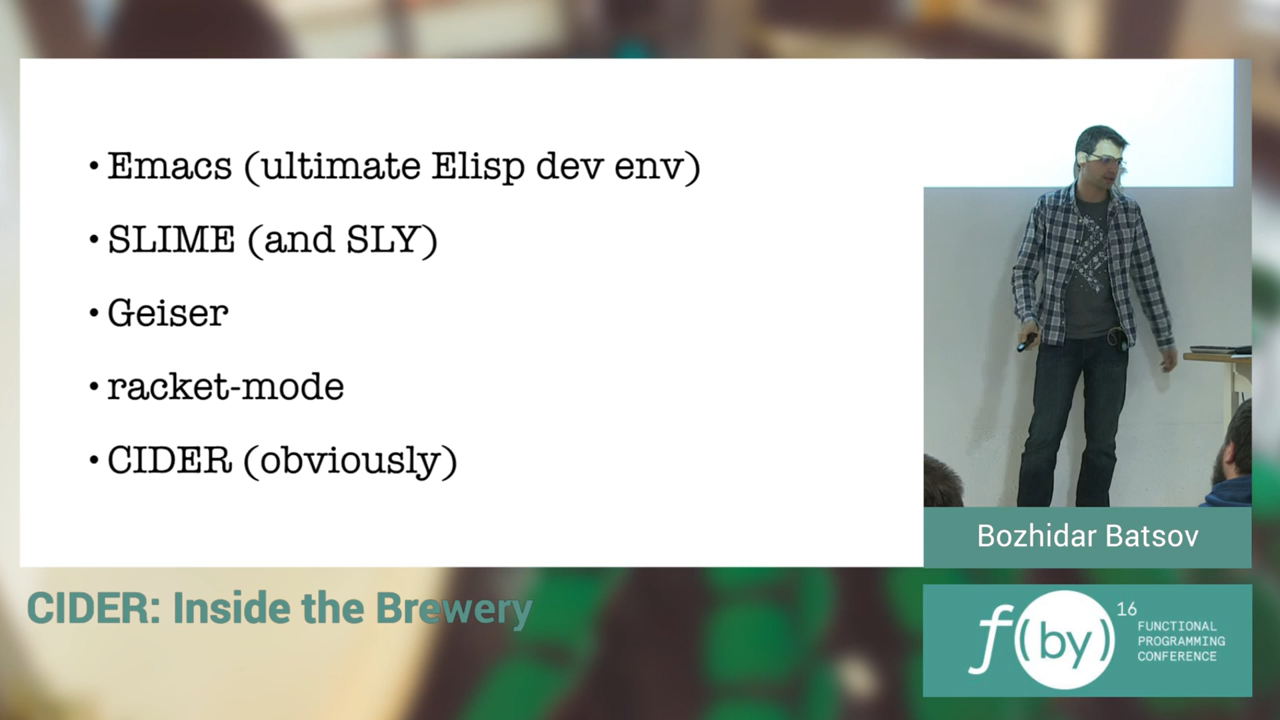 • Emacs (ultimate Elisp dev env)
• SLIME (and SLY)
• Geiser
• racket-mode
• CIDER (obviously)
Bozhidar Batsov
CIDER: Inside the Brewery
f(by)16
FUNCTIONAL
PROGRAMMING
CONFERENCE